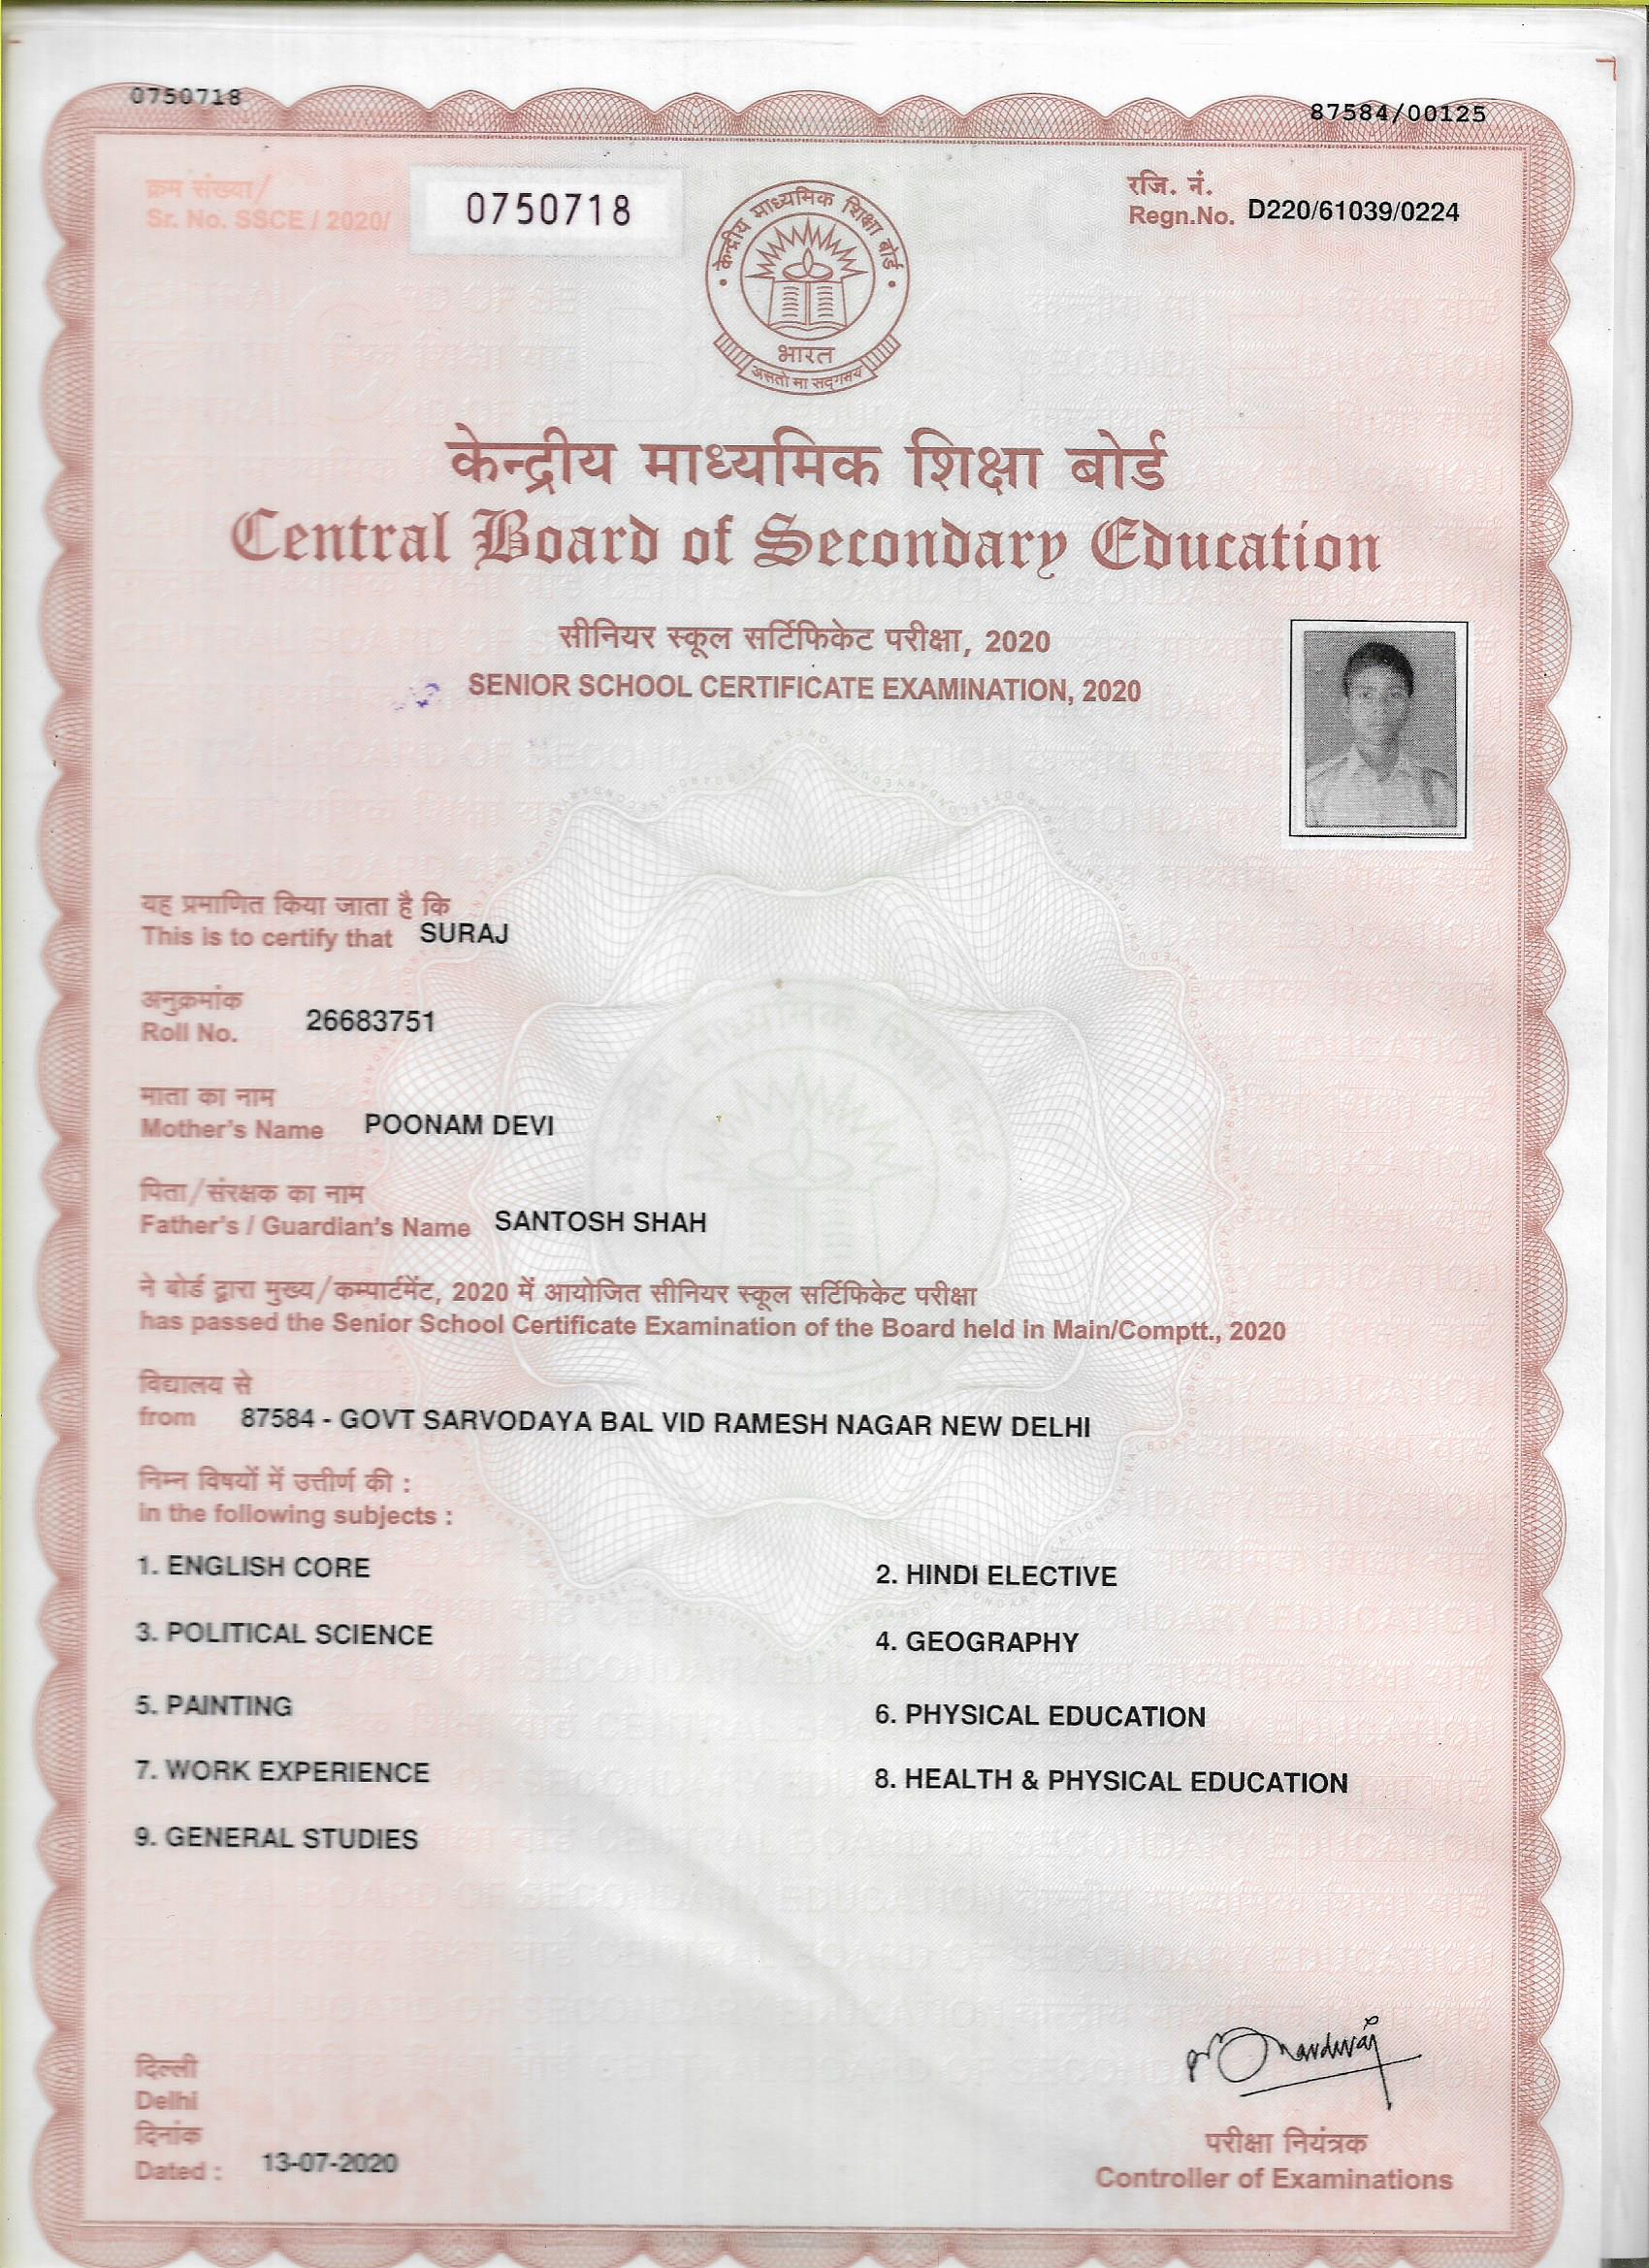 0750718
87584/00125
क्रम संख्या/
Sr. No. SSCE / 2020/
0750718
रजि. नं.
Regn.No. D220/61039/0224
केन्द्रीय माध्यमिक शिक्षा बोर्ड
भारत
असतो मा सद्गमय
केन्द्रीय माध्यमिक शिक्षा बोर्ड
Central Board of Secondary Education
सीनियर स्कूल सर्टिफिकेट परीक्षा, 2020
SENIOR SCHOOL CERTIFICATE EXAMINATION, 2020
यह प्रमाणित किया जाता है कि
This is to certify that SURAJ
अनुक्रमांक
Roll No. 26683751
माता का नाम
Mother's Name POONAM DEVI
पिता/संरक्षक का नाम
Father's / Guardian's Name SANTOSH SHAH
ने बोर्ड द्वारा मुख्य/कम्पार्टमेंट, 2020 में आयोजित सीनियर स्कूल सर्टिफिकेट परीक्षा
has passed the Senior School Certificate Examination of the Board held in Main/Comptt., 2020
विद्यालय से
from 87584 - GOVT SARVODAYA BAL VID RAMESH NAGAR NEW DELHI
निम्न विषयों में उत्तीर्ण की :
in the following subjects :
1. ENGLISH CORE
2. HINDI ELECTIVE
3. POLITICAL SCIENCE
4. GEOGRAPHY
5. PAINTING
6. PHYSICAL EDUCATION
7. WORK EXPERIENCE
8. HEALTH & PHYSICAL EDUCATION
9. GENERAL STUDIES
दिल्ली
Delhi
दिनांक
Dated : 13-07-2020
परीक्षा नियंत्रक
Controller of Examinations